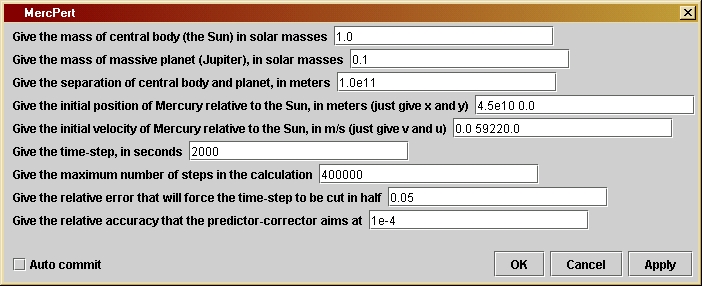 MercPert
Give the mass of central body (the Sun) in solar masses 1.0
Give the mass of massive planet (Jupiter), in solar masses 0.1
Give the separation of central body and planet, in meters 1.0e11
Give the initial position of Mercury relative to the Sun, in meters (just give x and y) 4.5e10 0.0
Give the initial velocity of Mercury relative to the Sun, in m/s (just give v and u) 0.0 59220.0
Give the time-step, in seconds 2000
Give the maximum number of steps in the calculation 400000
Give the relative error that will force the time-step to be cut in half 0.05
Give the relative accuracy that the predictor-corrector aims at 1e-4
Auto commit OK Cancel Apply